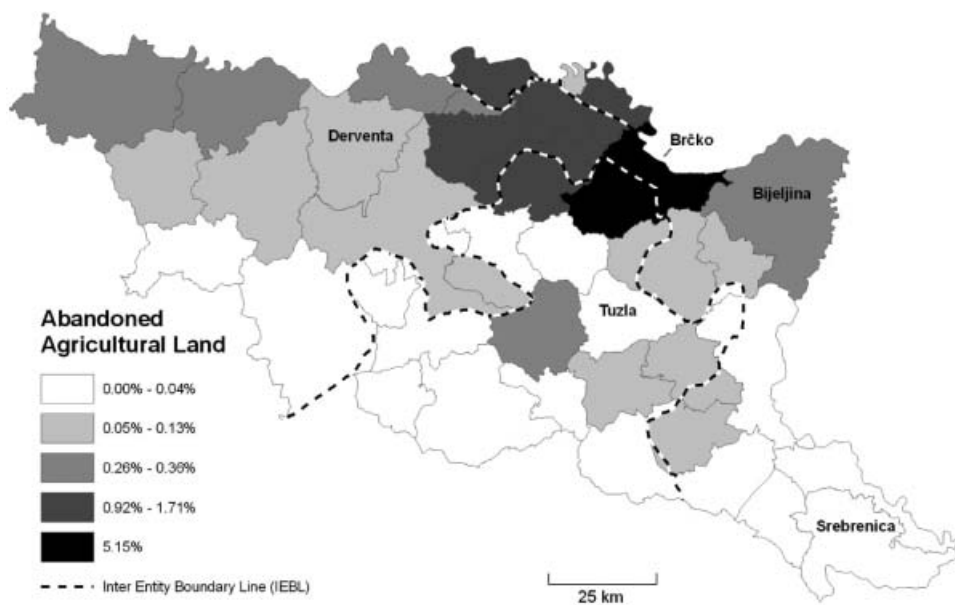 Derventa
Brčko
Bijeljina
Tuzla
Srebrenica
Abandoned
Agricultural Land
0.00% - 0.04%
0.05% - 0.13%
0.26% - 0.36%
0.92% - 1.71%
5.15%
Inter Entity Boundary Line (IEBL)
25 km